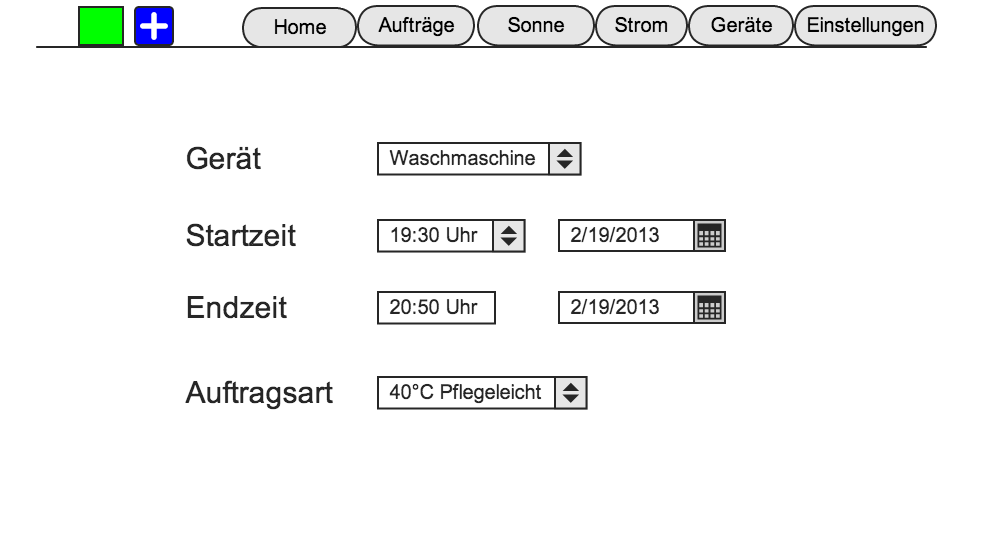 Home Aufträge Sonne Strom Geräte Einstellungen
Gerät Waschmaschine
Startzeit 19:30 Uhr 2/19/2013
Endzeit 20:50 Uhr 2/19/2013
Auftragsart 40°C Pflegeleicht